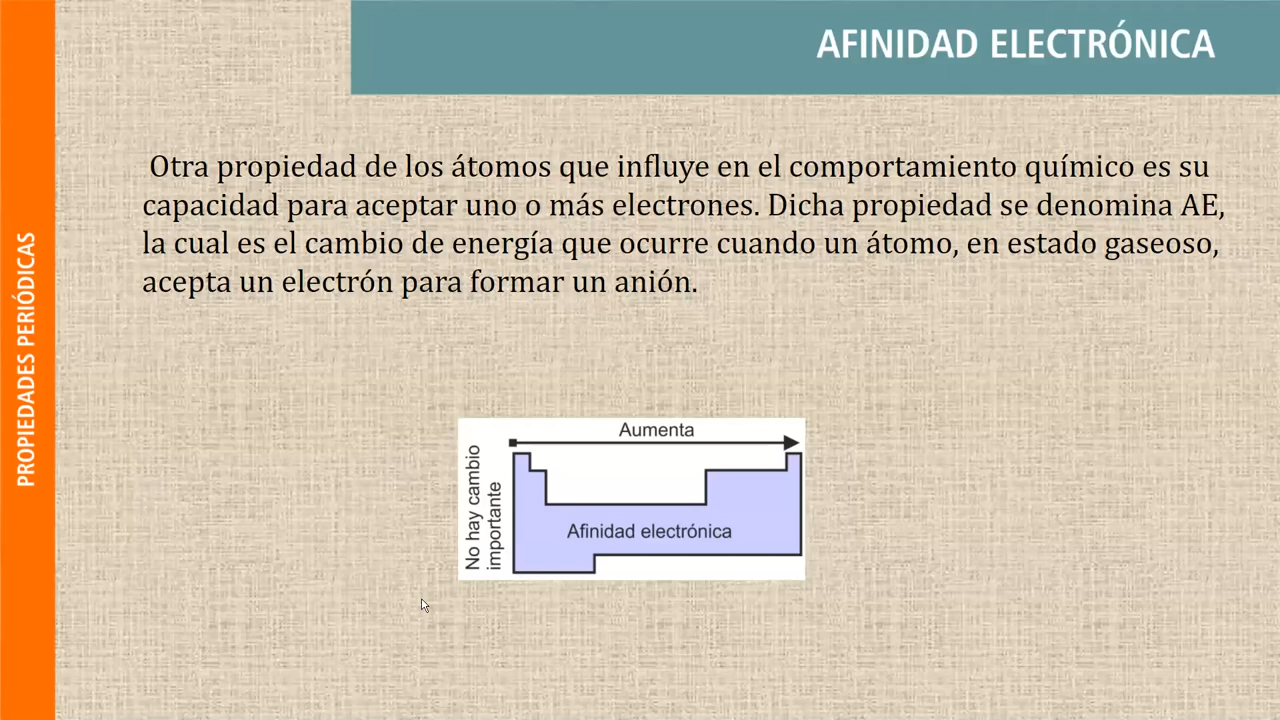 AFINIDAD ELECTRÓNICA
PROPIEDADES PERIÓDICAS
Otra propiedad de los átomos que influye en el comportamiento químico es su
capacidad para aceptar uno o más electrones. Dicha propiedad se denomina AE,
la cual es el cambio de energía que ocurre cuando un átomo, en estado gaseoso,
acepta un electrón para formar un anión.
Aumenta
No hay cambio
importante
Afinidad electrónica